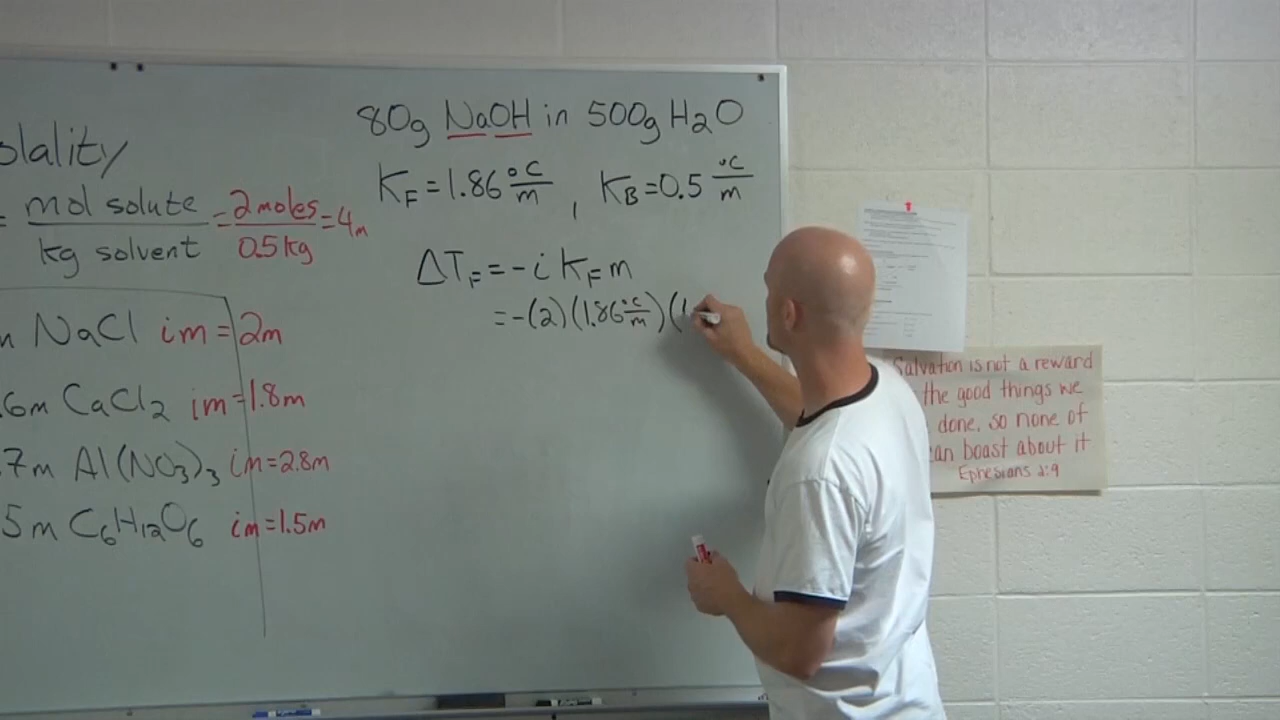 olality
= mol solute / kg solvent = 2 moles / 0.5 kg = 4m
m NaCl im = 2m
.6m CaCl2 im = 1.8m
.7m Al(NO3)3 im = 2.8m
5m C6H12O6 im = 1.5m
80g NaOH in 500g H2O
KF = 1.86 °C/m , KB = 0.5 °C/m
ΔTF = -i KF m
= -(2)(1.86 °C/m)(
Salvation is not a reward
the good things we
done, so none of
can boast about it
Ephesians 2:9